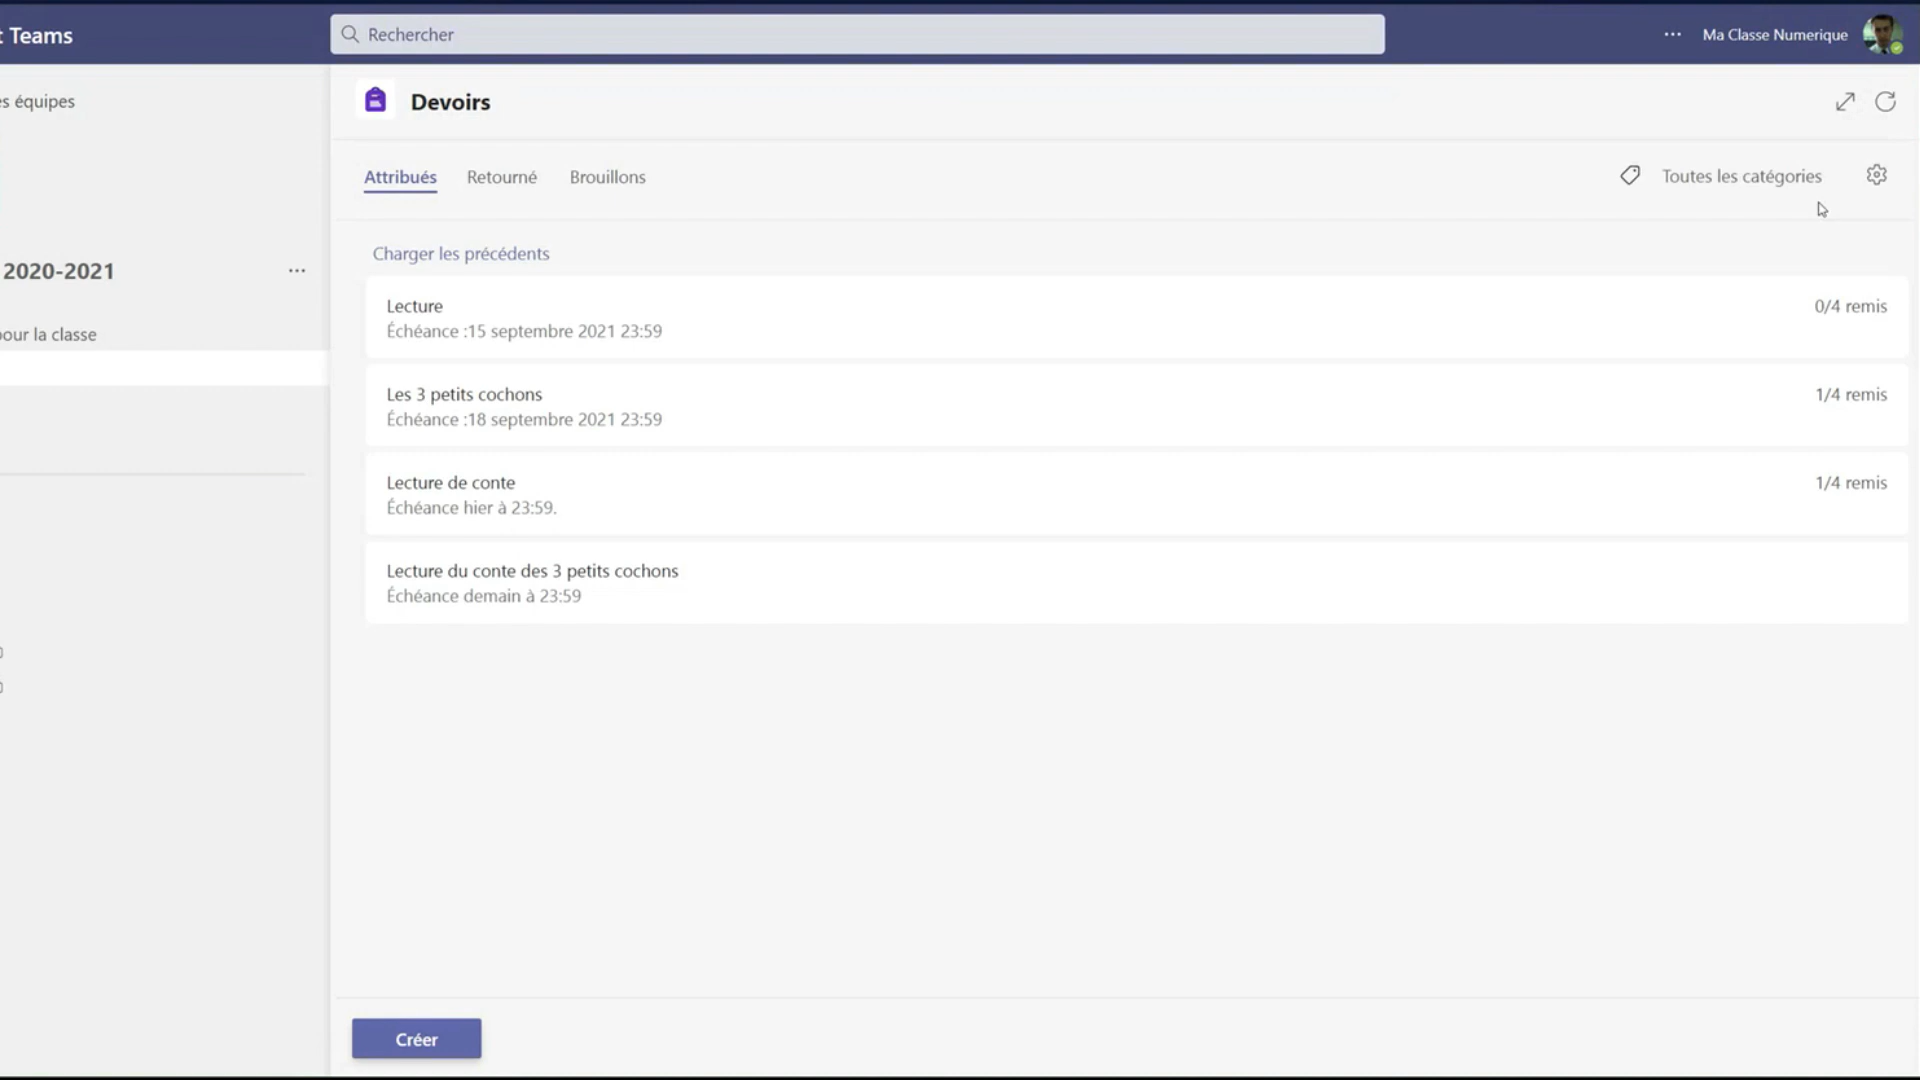 t Teams
Rechercher
Ma Classe Numerique
es équipes
Devoirs
Attribués
Retourné
Brouillons
Toutes les catégories
2020-2021
pour la classe
Charger les précédents
Lecture
0/4 remis
Échéance :15 septembre 2021 23:59
Les 3 petits cochons
1/4 remis
Échéance :18 septembre 2021 23:59
Lecture de conte
1/4 remis
Échéance hier à 23:59.
Lecture du conte des 3 petits cochons
Échéance demain à 23:59
Créer